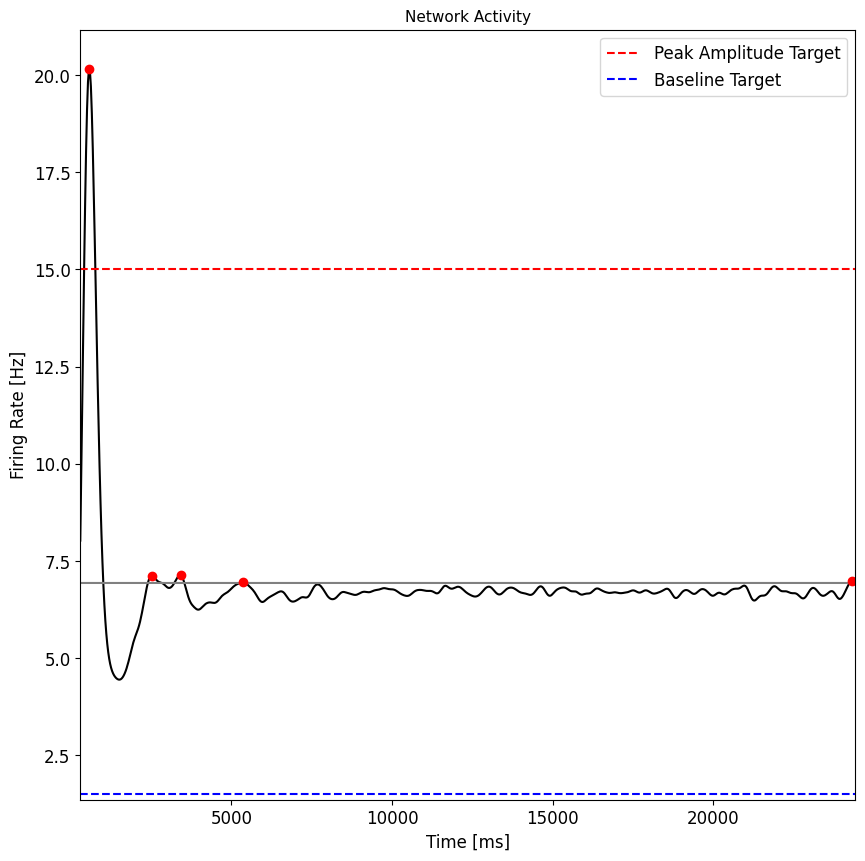 Network Activity
Peak Amplitude Target
Baseline Target
Firing Rate [Hz]
20.0
17.5
15.0
12.5
10.0
7.5
5.0
2.5
5000
10000
15000
20000
Time [ms]